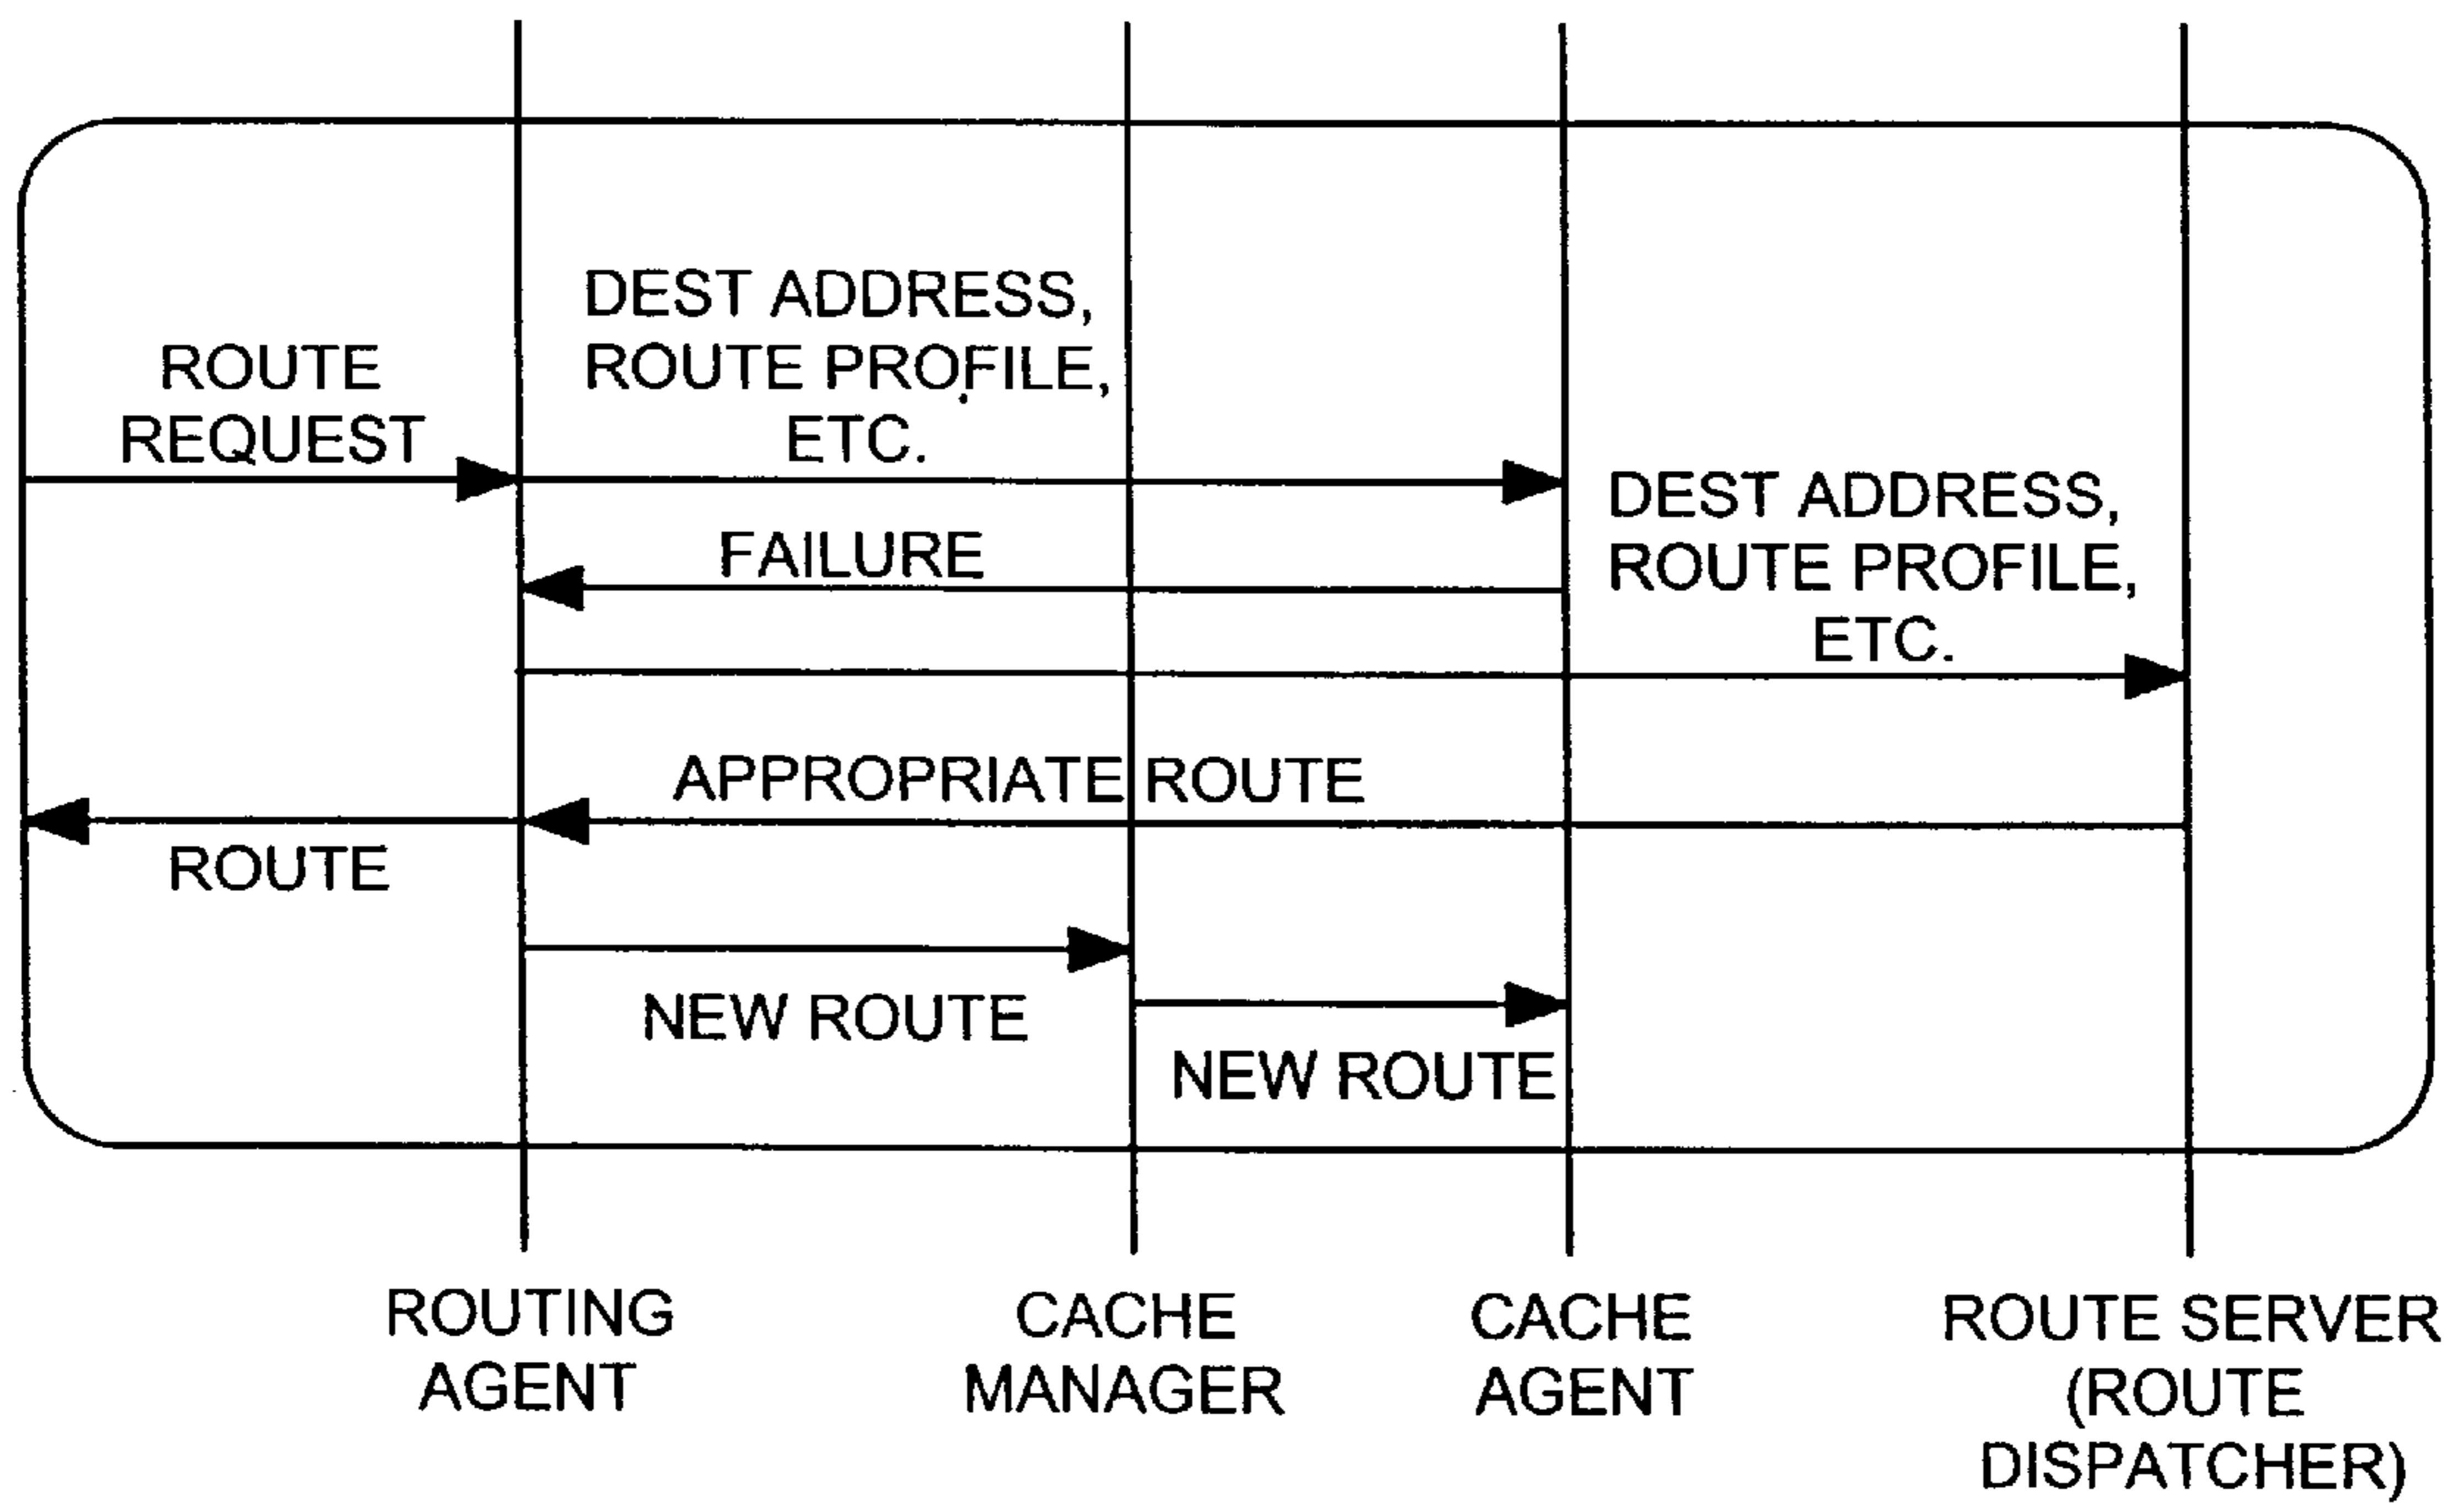 DEST ADDRESS,
ROUTE PROFILE,
ETC.
ROUTE
REQUEST
DEST ADDRESS,
ROUTE PROFILE,
ETC.
FAILURE
APPROPRIATE ROUTE
ROUTE
NEW ROUTE
NEW ROUTE
ROUTING
AGENT
CACHE
MANAGER
CACHE
AGENT
ROUTE SERVER
(ROUTE
DISPATCHER)